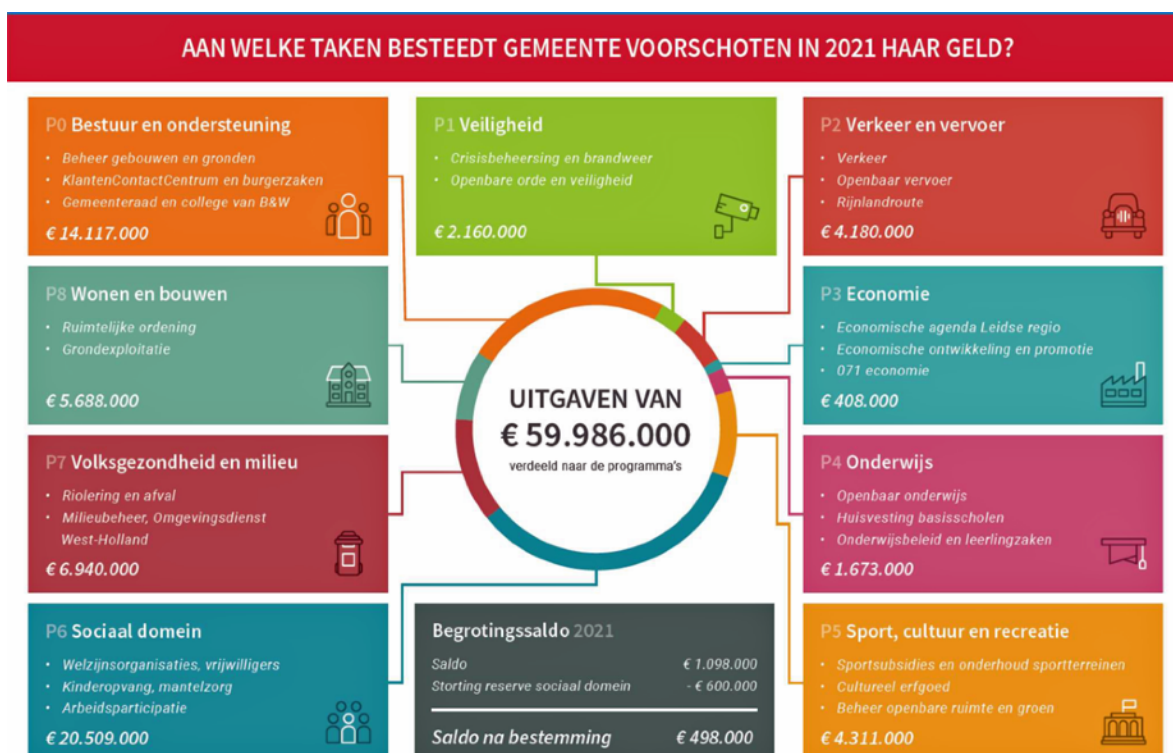 AAN WELKE TAKEN BESTEEDT GEMEENTE VOORSCHOTEN IN 2021 HAAR GELD?
P0 Bestuur en ondersteuning
• Beheer gebouwen en gronden
• KlantenContactCentrum en burgerzaken
• Gemeenteraad en college van B&W
€ 14.117.000
P1 Veiligheid
• Crisisbeheersing en brandweer
• Openbare orde en veiligheid
€ 2.160.000
P2 Verkeer en vervoer
• Verkeer
• Openbaar vervoer
• Rijnlandroute
€ 4.180.000
P8 Wonen en bouwen
• Ruimtelijke ordening
• Grondexploitatie
€ 5.688.000
UITGAVEN VAN
€ 59.986.000
verdeeld naar de programma's
P3 Economie
• Economische agenda Leidse regio
• Economische ontwikkeling en promotie
• 071 economie
€ 408.000
P7 Volksgezondheid en milieu
• Riolering en afval
• Milieubeheer, Omgevingsdienst
West-Holland
€ 6.940.000
P4 Onderwijs
• Openbaar onderwijs
• Huisvesting basisscholen
• Onderwijsbeleid en leerlingzaken
€ 1.673.000
P6 Sociaal domein
• Welzijnsorganisaties, vrijwilligers
• Kinderopvang, mantelzorg
• Arbeidsparticipatie
€ 20.509.000
Begrotingssaldo 2021
Saldo € 1.098.000
Storting reserve sociaal domein - € 600.000
Saldo na bestemming € 498.000
P5 Sport, cultuur en recreatie
• Sportsubsidies en onderhoud sportterreinen
• Cultureel erfgoed
• Beheer openbare ruimte en groen
€ 4.311.000